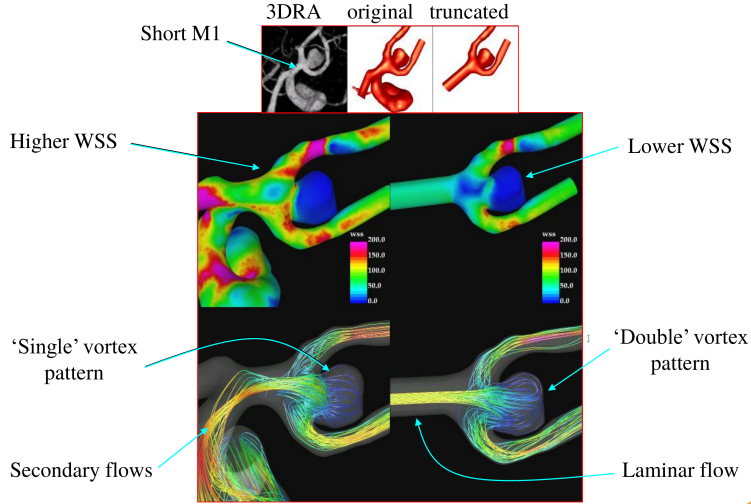 3DRA original truncated
Short M1
Higher WSS
Lower WSS
wss
200.0
150.0
100.0
50.0
0.0
wss
200.0
150.0
100.0
50.0
0.0
‘Single’ vortex
pattern
‘Double’ vortex
pattern
Secondary flows
Laminar flow